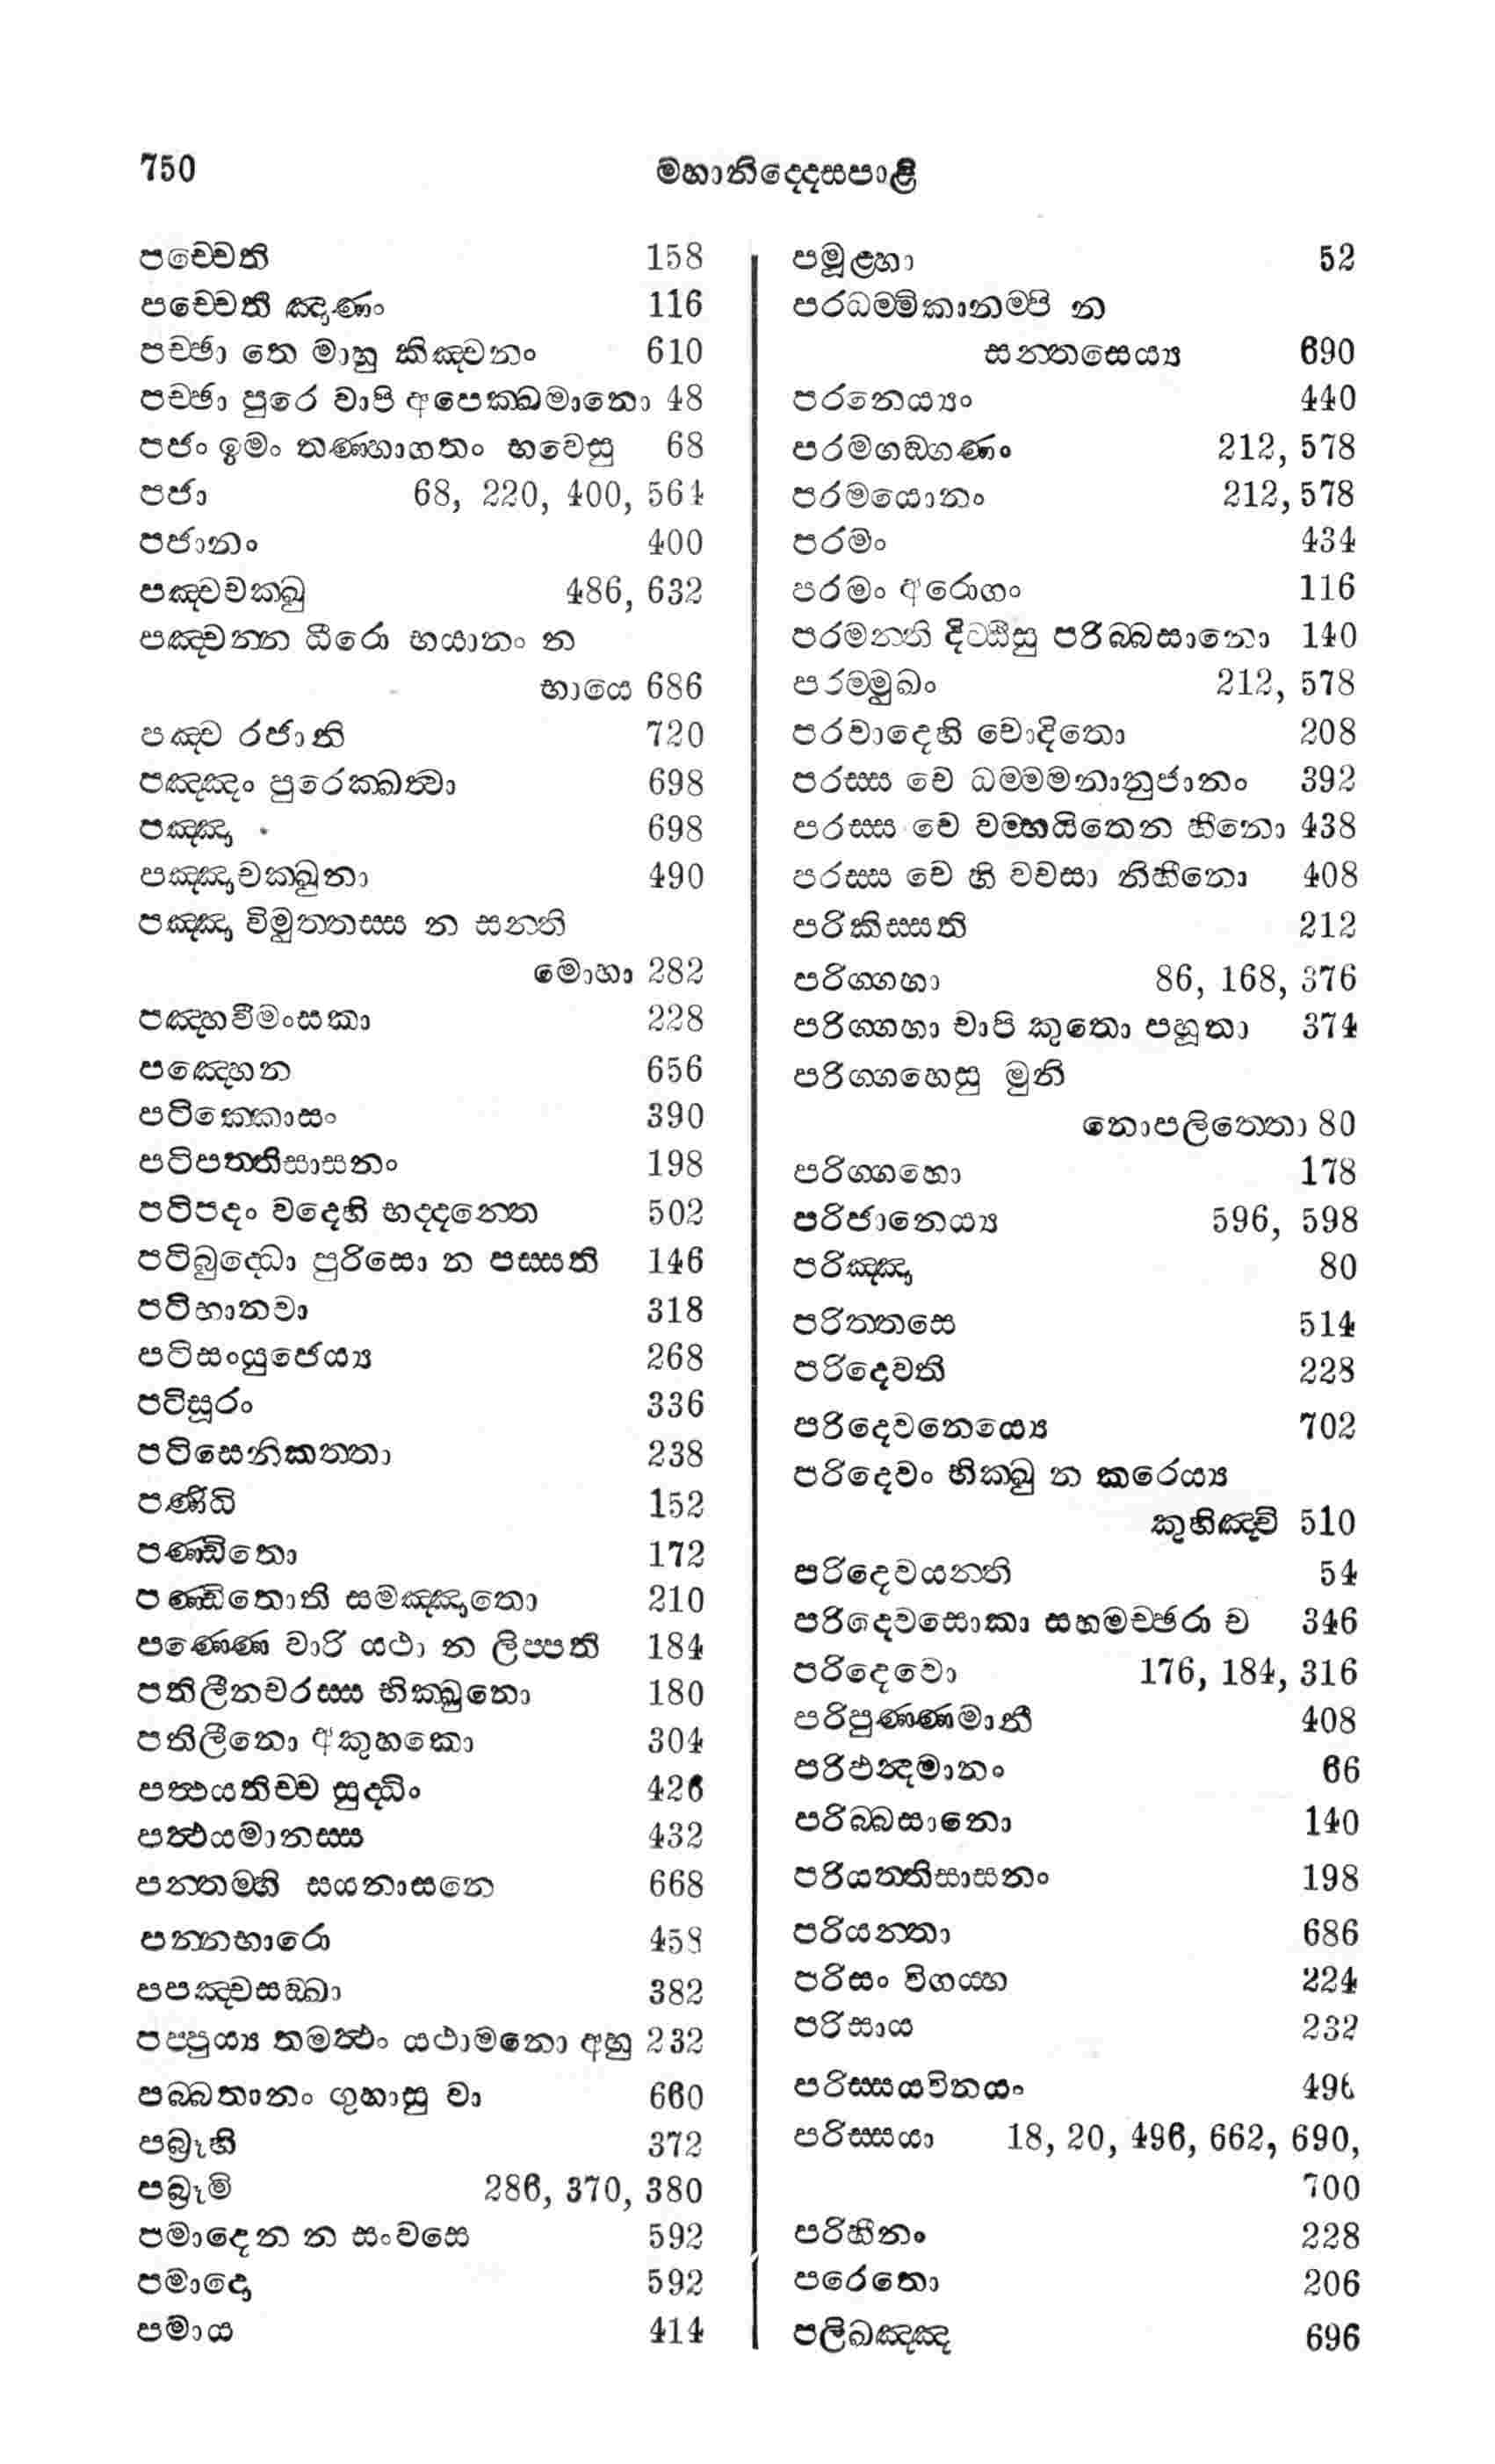 750
මහානිද්දෙසපාළි
පච්චෙති 158
පච්චෙතී ඤාණං 116
පච්ඡා තෙ මාහු කිඤ්චනං 610
පච්ඡා පුරෙ වාපි අපෙක්ඛමානො 48
පජං ඉමං තණ්හාගතං භවෙසු 68
පජා 68, 220, 400, 564
පජානං 400
පඤ්චචක්ඛු 486, 632
පඤ්චන්න ධීරො භයානං න
භායෙ 686
පඤ්ච රජානි 720
පඤ්ඤං පුරෙක්ඛත්වා 698
පඤ්ඤා 698
පඤ්ඤාචක්ඛුනා 490
පඤ්ඤා විමුත්තස්ස න සන්ති
මොහා 282
පඤ්හවීමංසකා 228
පඤ්හෙන 656
පටික්කොසං 390
පටිපත්තිසාසනං 198
පටිපදං වදෙහි භද්දන්තෙ 502
පටිබුද්ධො පුරිසො න පස්සති 146
පටිභානවා 318
පටිසංයුජෙය්‍ය 268
පටිසූරං 336
පටිසෙනිකත්තා 238
පණිධි 152
පණ්ඩිතො 172
පණ්ඩිතොති සමඤ්ඤාතො 210
පණ්ණෙ වාරි යථා න ලිප්පති 184
පතිලීනචරස්ස භික්ඛුනො 180
පතිලීනො අකුහකො 304
පත්ථයතිච්ච සුද්ධිං 426
පත්ථයමානස්ස 432
පන්තම්හි සයනාසනෙ 668
පන්නභාරො 458
පපඤ්චසඞ්ඛා 382
පප්පුය්‍ය තමත්ථං යථාමනො අහු 232
පබ්බතානං ගුහාසු වා 660
පබ්‍රූහි 372
පබ්‍රූමි 286, 370, 380
පමාදෙන න සංවසෙ 592
පමාදො 592
පමාය 414
පමූළ්හා 52
පරධම්මිකානම්පි න
සන්තසෙය්‍ය 690
පරනෙය්‍යං 440
පරමගඞ්ගණං 212, 578
පරමයොනං 212, 578
පරමං 434
පරමං අරොගං 116
පරමන්ති දිට්ඨීසු පරිබ්බසානො 140
පරම්මුඛං 212, 578
පරවාදෙහි චොදිතො 208
පරස්ස චෙ ධම්මමනානුජානං 392
පරස්ස චෙ වම්භයිතෙන හීනො 438
පරස්ස චෙ හි වචසා නිහීනො 408
පරිකිස්සති 212
පරිග්ගහා 86, 168, 376
පරිග්ගහා චාපි කුතො පහූතා 374
පරිග්ගහෙසු මුනි
නොපලිත්තො 80
පරිග්ගහො 178
පරිජානෙය්‍ය 596, 598
පරිඤ්ඤා 80
පරිත්තසෙ 514
පරිදෙවති 228
පරිදෙවනෙය්‍යෙ 702
පරිදෙවං භික්ඛු න කරෙය්‍ය
කුහිඤ්චි 510
පරිදෙවයන්ති 54
පරිදෙවසොකා සහමච්ඡරා ච 346
පරිදෙවො 176, 184, 316
පරිපුණ්ණමානී 408
පරිඵන්දමානං 66
පරිබ්බසානො 140
පරියත්තිසාසනං 198
පරියන්තා 686
පරිසං විගය්හ 224
පරිසාය 232
පරිස්සයවිනයං 496
පරිස්සයා 18, 20, 496, 662, 690,
700
පරිහීනං 228
පරෙතො 206
පලිඛඤ්ඤ 696